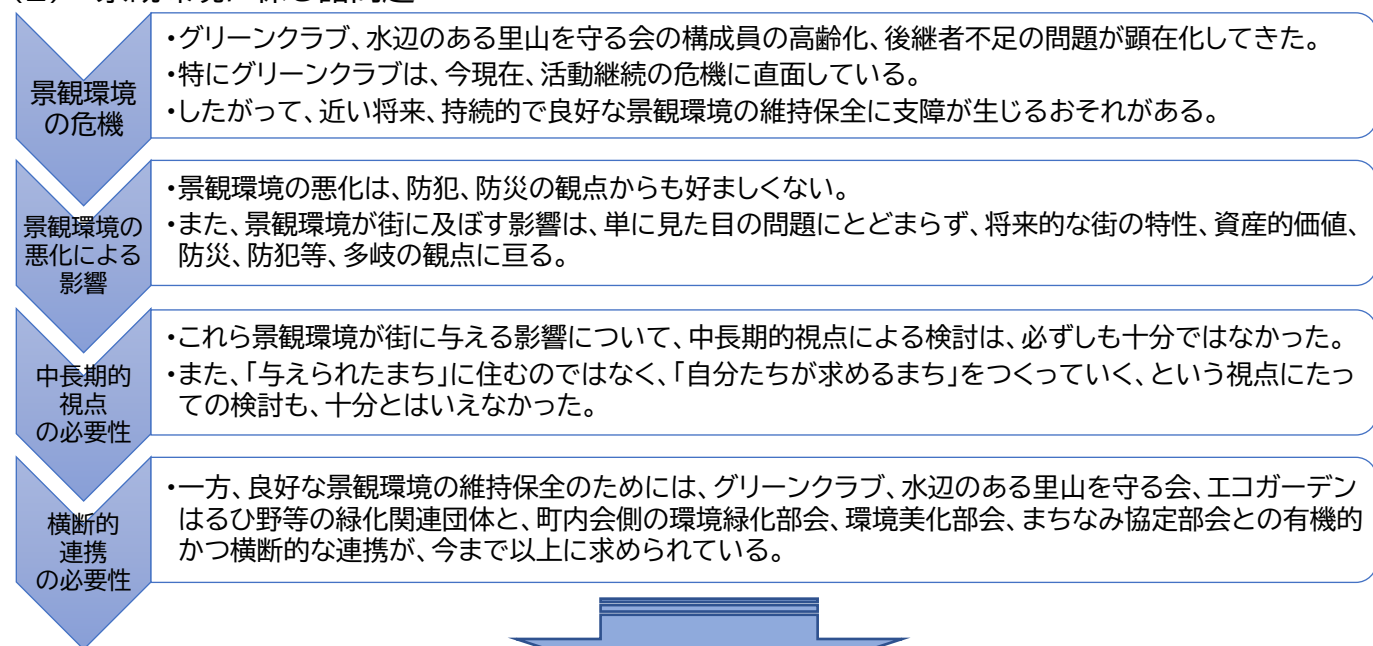 景観環境
の危機
・グリーンクラブ、水辺のある里山を守る会の構成員の高齢化、後継者不足の問題が顕在化してきた。
・特にグリーンクラブは、今現在、活動継続の危機に直面している。
・したがって、近い将来、持続的で良好な景観環境の維持保全に支障が生じるおそれがある。
景観環境の
悪化による
影響
・景観環境の悪化は、防犯、防災の観点からも好ましくない。
・また、景観環境が街に及ぼす影響は、単に見た目の問題にとどまらず、将来的な街の特性、資産的価値、
防災、防犯等、多岐の観点に亘る。
中長期的
視点
の必要性
・これら景観環境が街に与える影響について、中長期的視点による検討は、必ずしも十分ではなかった。
・また、「与えられたまち」に住むのではなく、「自分たちが求めるまち」をつくっていく、という視点にたっ
ての検討も、十分とはいえなかった。
横断的
連携
の必要性
・一方、良好な景観環境の維持保全のためには、グリーンクラブ、水辺のある里山を守る会、エコガーデン
はるひ野等の緑化関連団体と、町内会側の環境緑化部会、環境美化部会、まちなみ協定部会との有機的
かつ横断的な連携が、今まで以上に求められている。